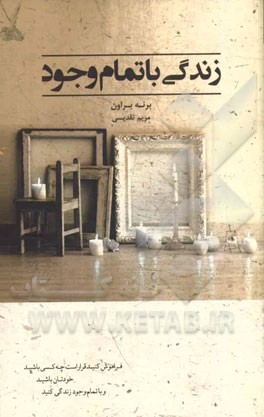 زندگی با تمام وجود
برنه براون
مریم تقدیسی
فراموش کنید قرار است چه کسی باشید
خودتان باشید
و با تمام وجود زندگی کنید
WWW.KETAB.IR